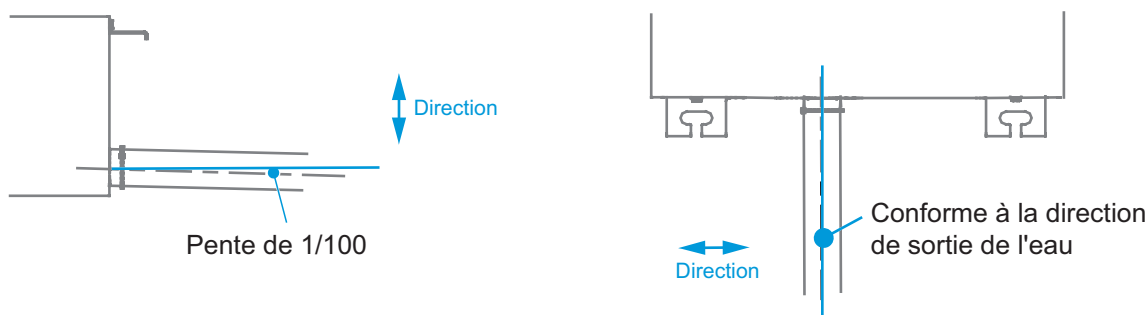 Direction
Pente de 1/100
Conforme à la direction
de sortie de l'eau
Direction